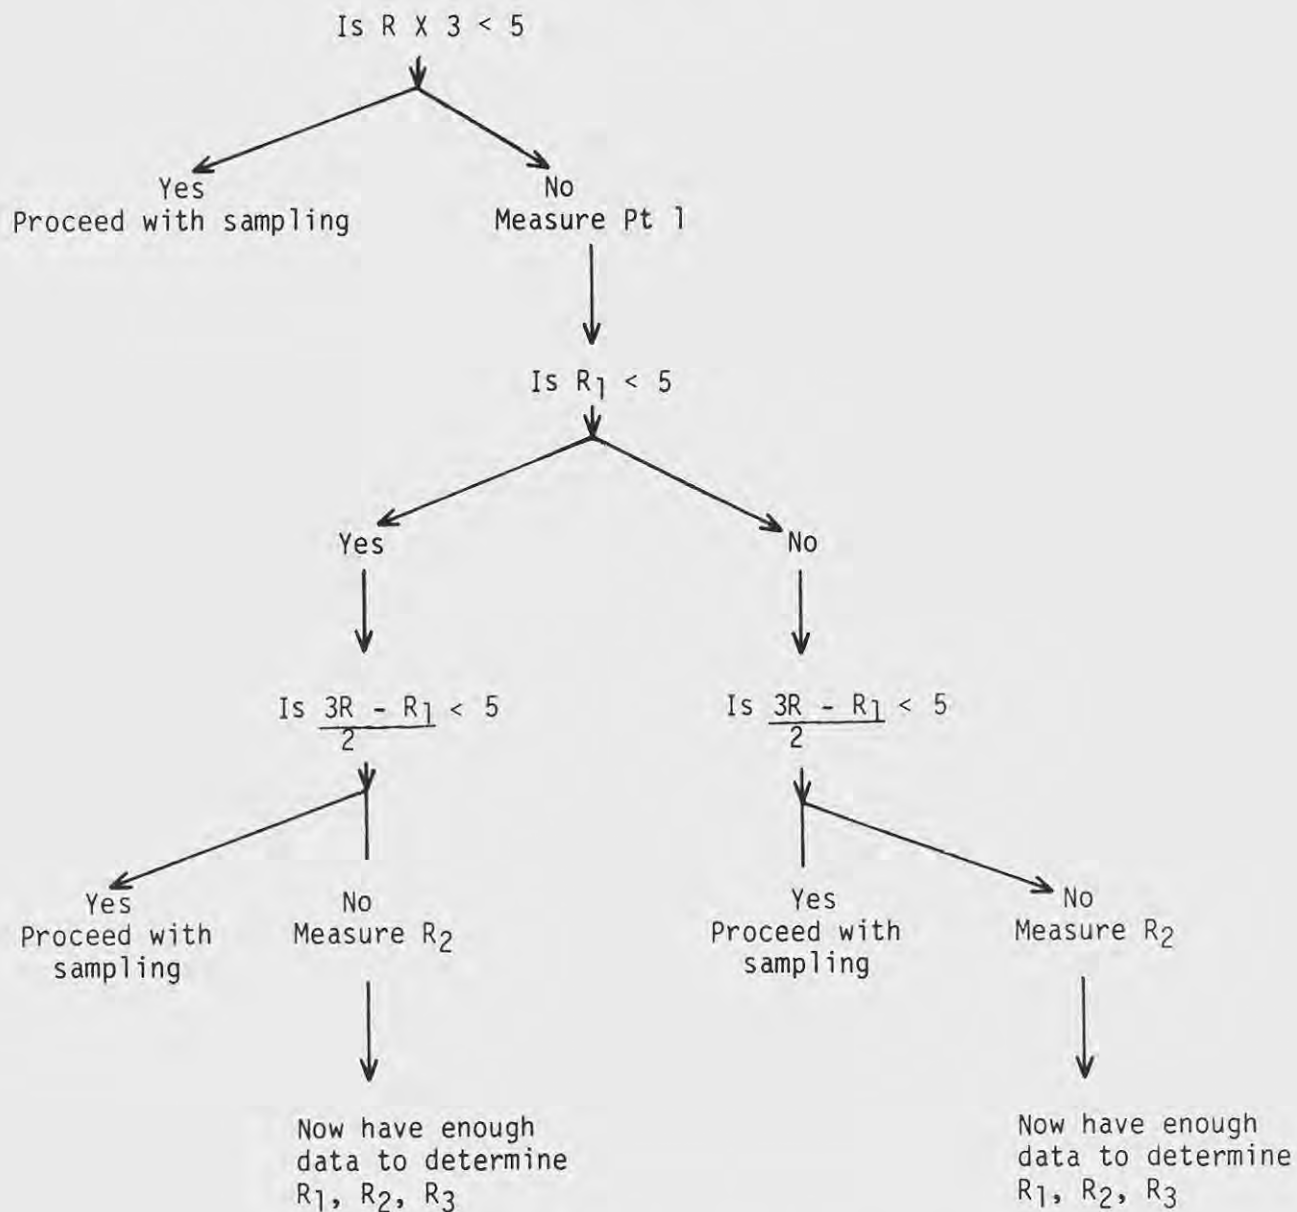 Is R X 3 < 5
Yes
Proceed with sampling
No
Measure Pt 1
Is R1 < 5
Yes
No
Is 3R - R1 < 5
2
Is 3R - R1 < 5
2
Yes
Proceed with
sampling
No
Measure R2
Yes
Proceed with
sampling
No
Measure R2
Now have enough
data to determine
R1, R2, R3
Now have enough
data to determine
R1, R2, R3